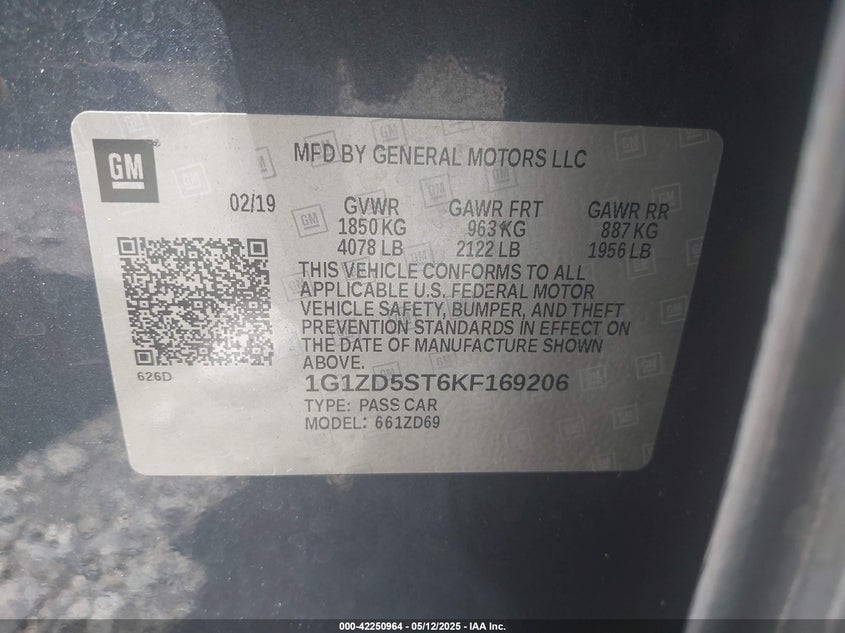 GM
MFD BY GENERAL MOTORS LLC
02/19
GVWR
1850 KG
4078 LB
GAWR FRT
963 KG
2122 LB
GAWR RR
887 KG
1956 LB
THIS VEHICLE CONFORMS TO ALL
APPLICABLE U.S. FEDERAL MOTOR
VEHICLE SAFETY, BUMPER, AND THEFT
PREVENTION STANDARDS IN EFFECT ON
THE DATE OF MANUFACTURE SHOWN
ABOVE.
626D
1G1ZD5ST6KF169206
TYPE: PASS CAR
MODEL: 661ZD69
000-42250964 - 05/12/2025 - IAA Inc.